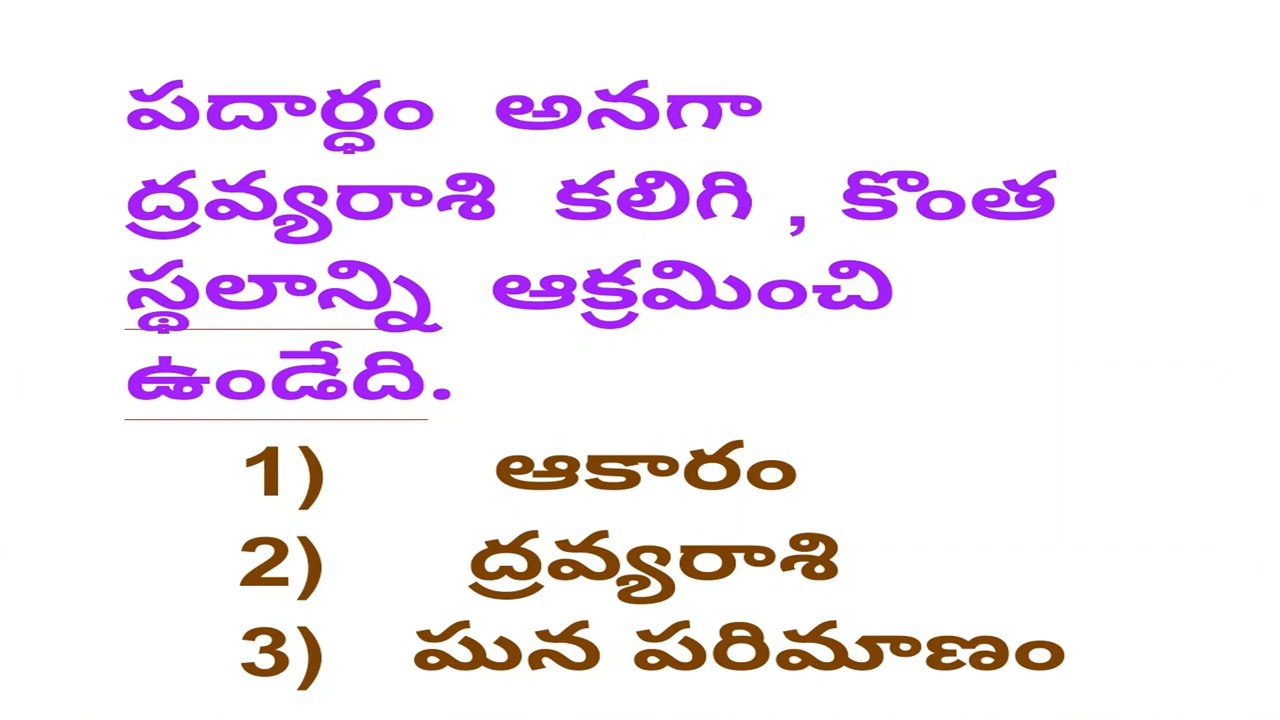 పదార్ధం అనగా
ద్రవ్యరాశి కలిగి , కొంత
స్థలాన్ని ఆక్రమించి
ఉండేది.
1) ఆకారం
2) ద్రవ్యరాశి
3) ఘన పరిమాణం